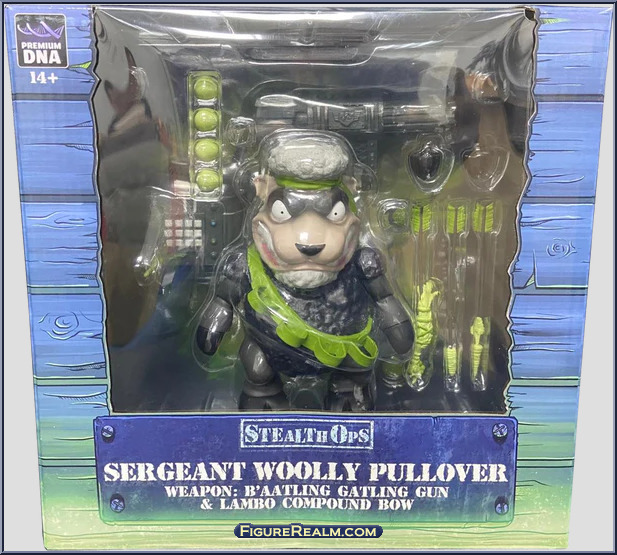 PREMIUM
DNA
14+
STEALTH OPS
SERGEANT WOOLLY PULLOVER
WEAPON: B'AATLING GATLING GUN
& LAMBO COMPOUND BOW
FIGUREREALM.COM